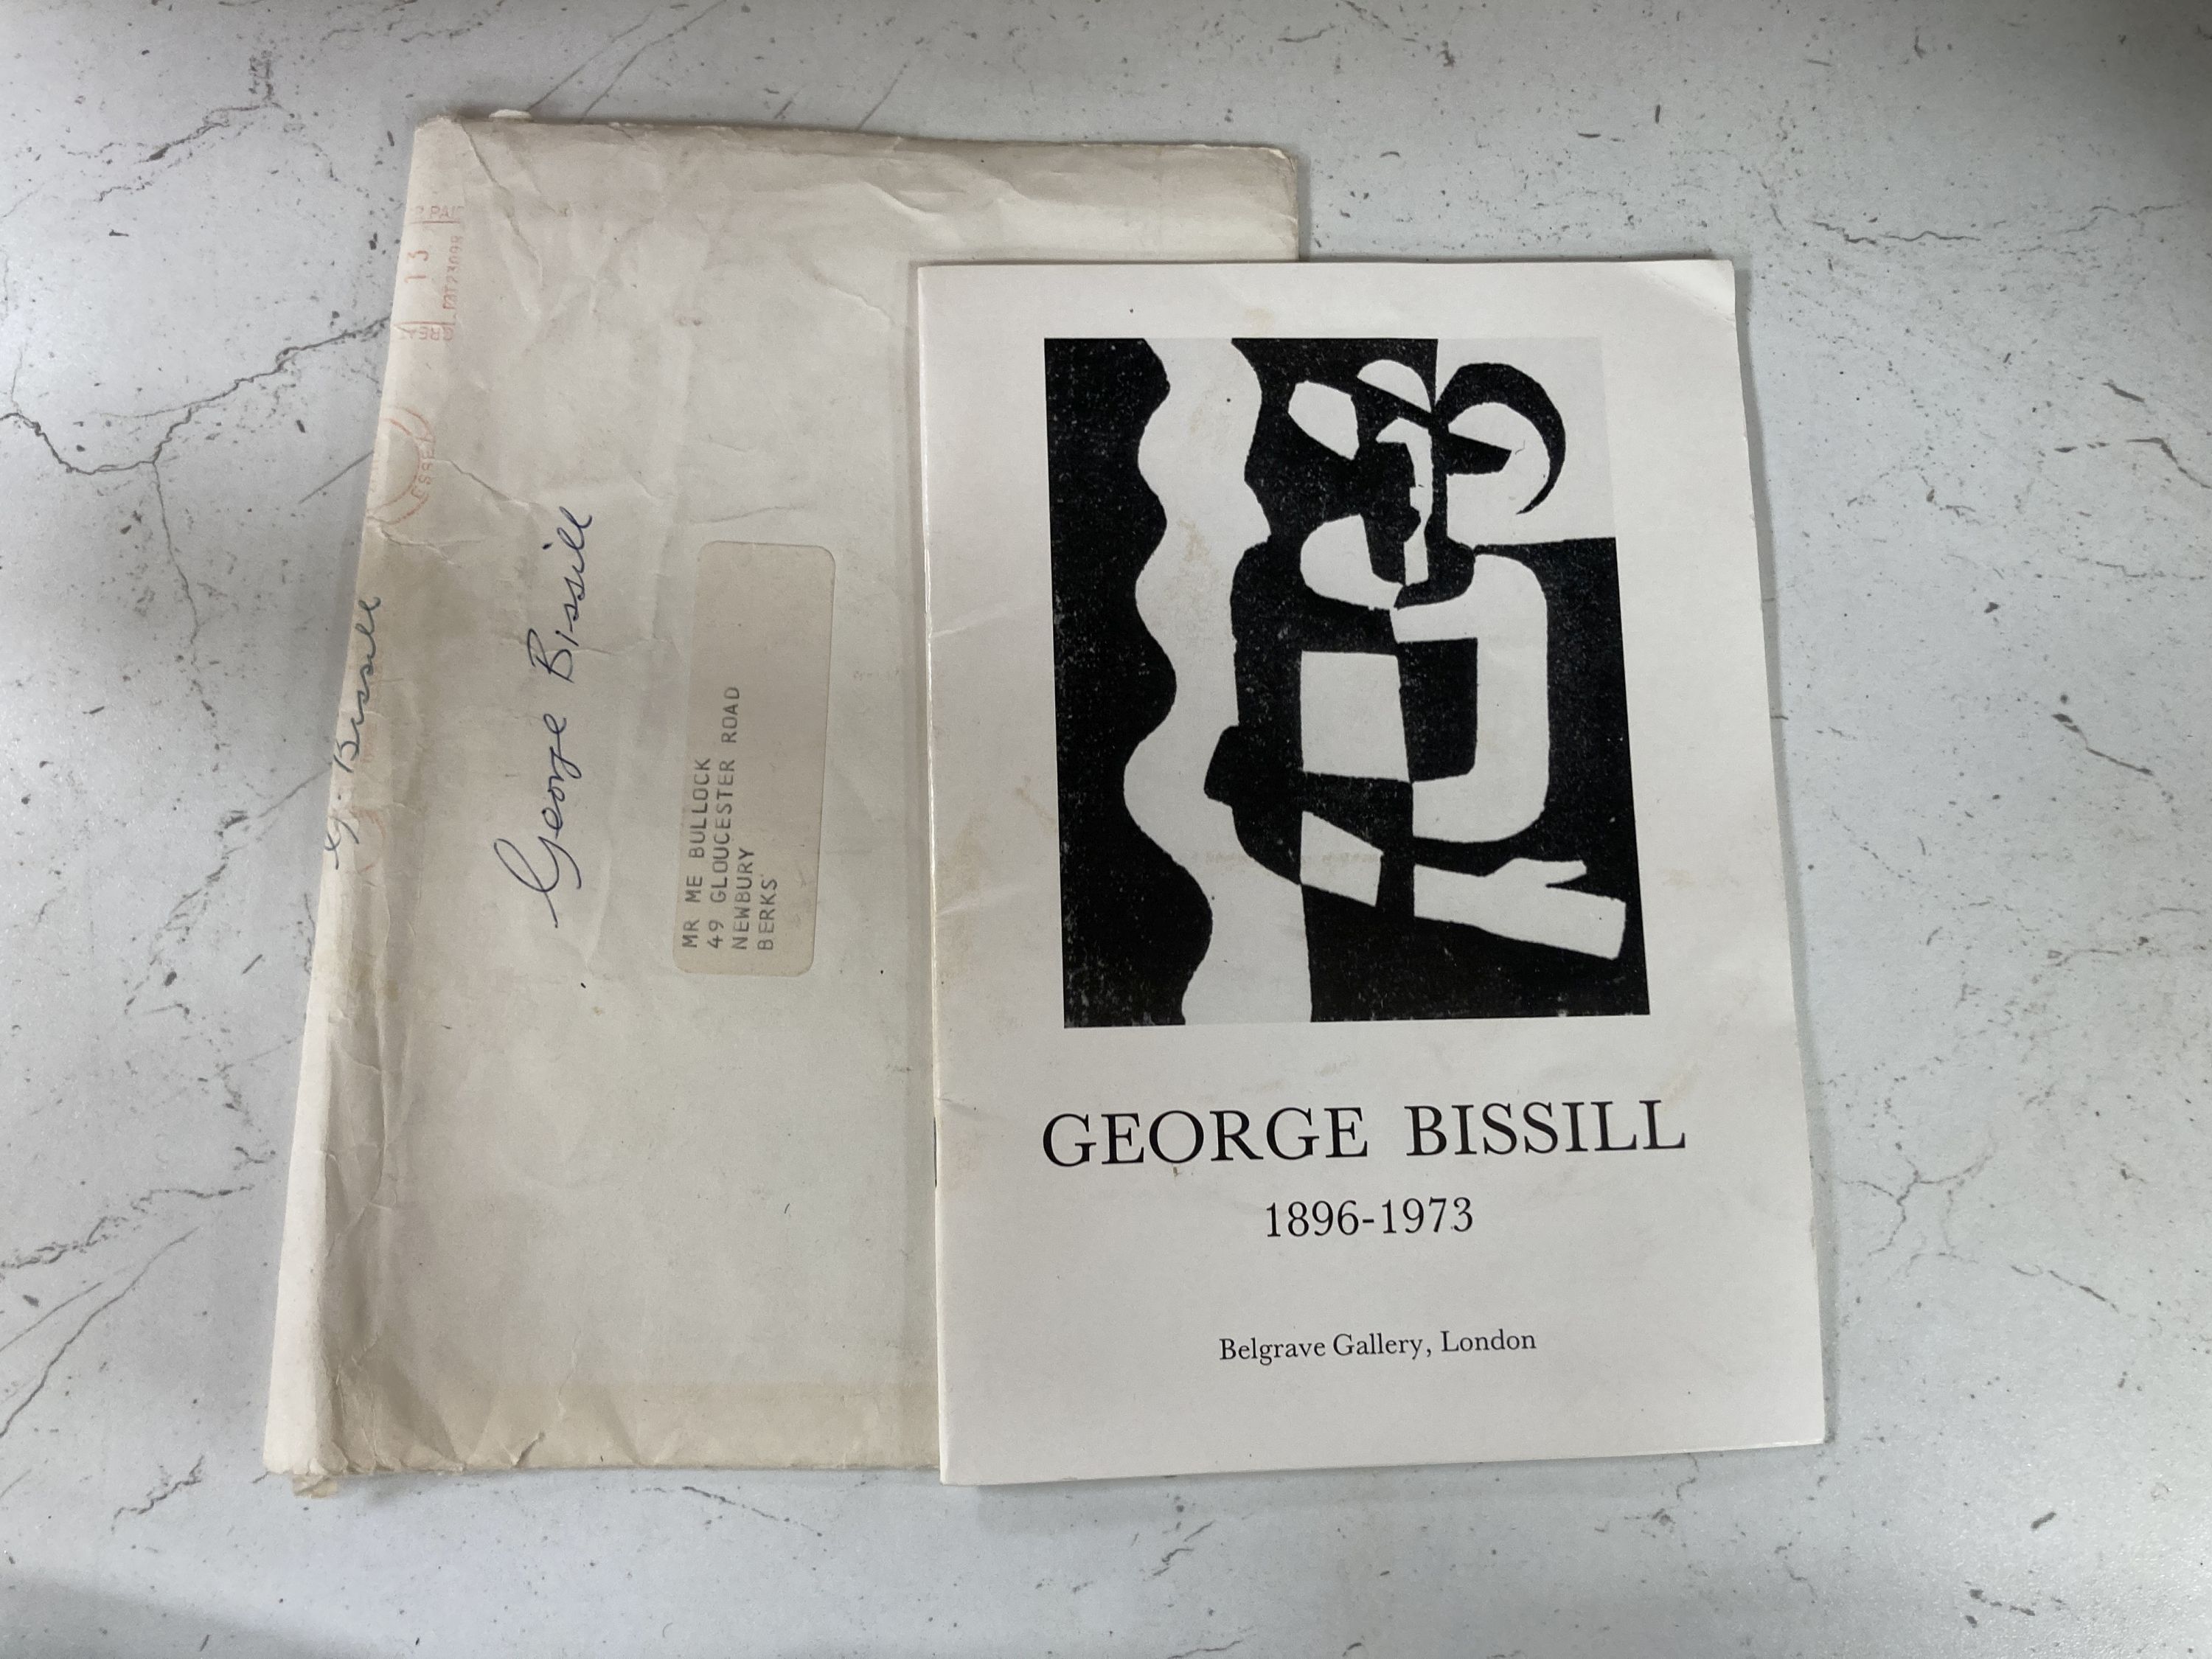 G. Bissill
George Bissill
MR ME BULLOCK
49 GLOUCESTER ROAD
NEWBURY
BERKS
GEORGE BISSILL
1896-1973
Belgrave Gallery, London